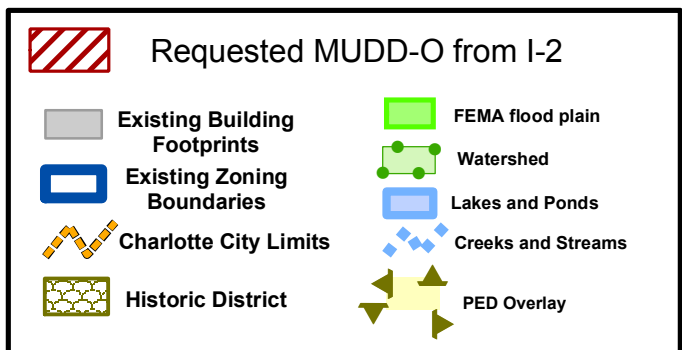 Requested MUDD-O from I-2
Existing Building
Footprints
Existing Zoning
Boundaries
Charlotte City Limits
Historic District
FEMA flood plain
Watershed
Lakes and Ponds
Creeks and Streams
PED Overlay